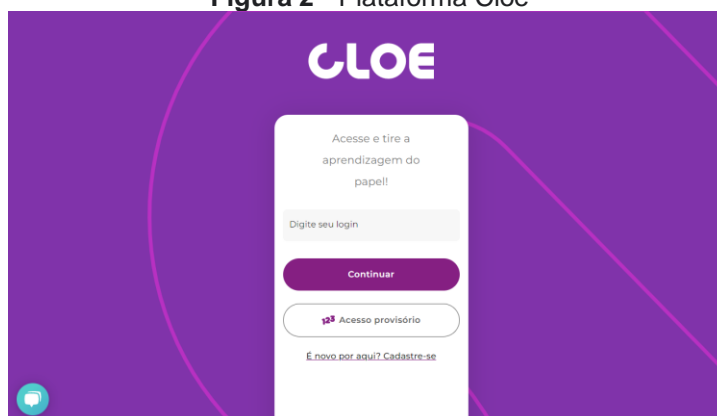 Figura 2 - Plataforma Cloe
CLOE
Acesse e tire a
aprendizagem do
papel!
Digite seu login
Continuar
123 Acesso provisório
É novo por aqui? Cadastre-se